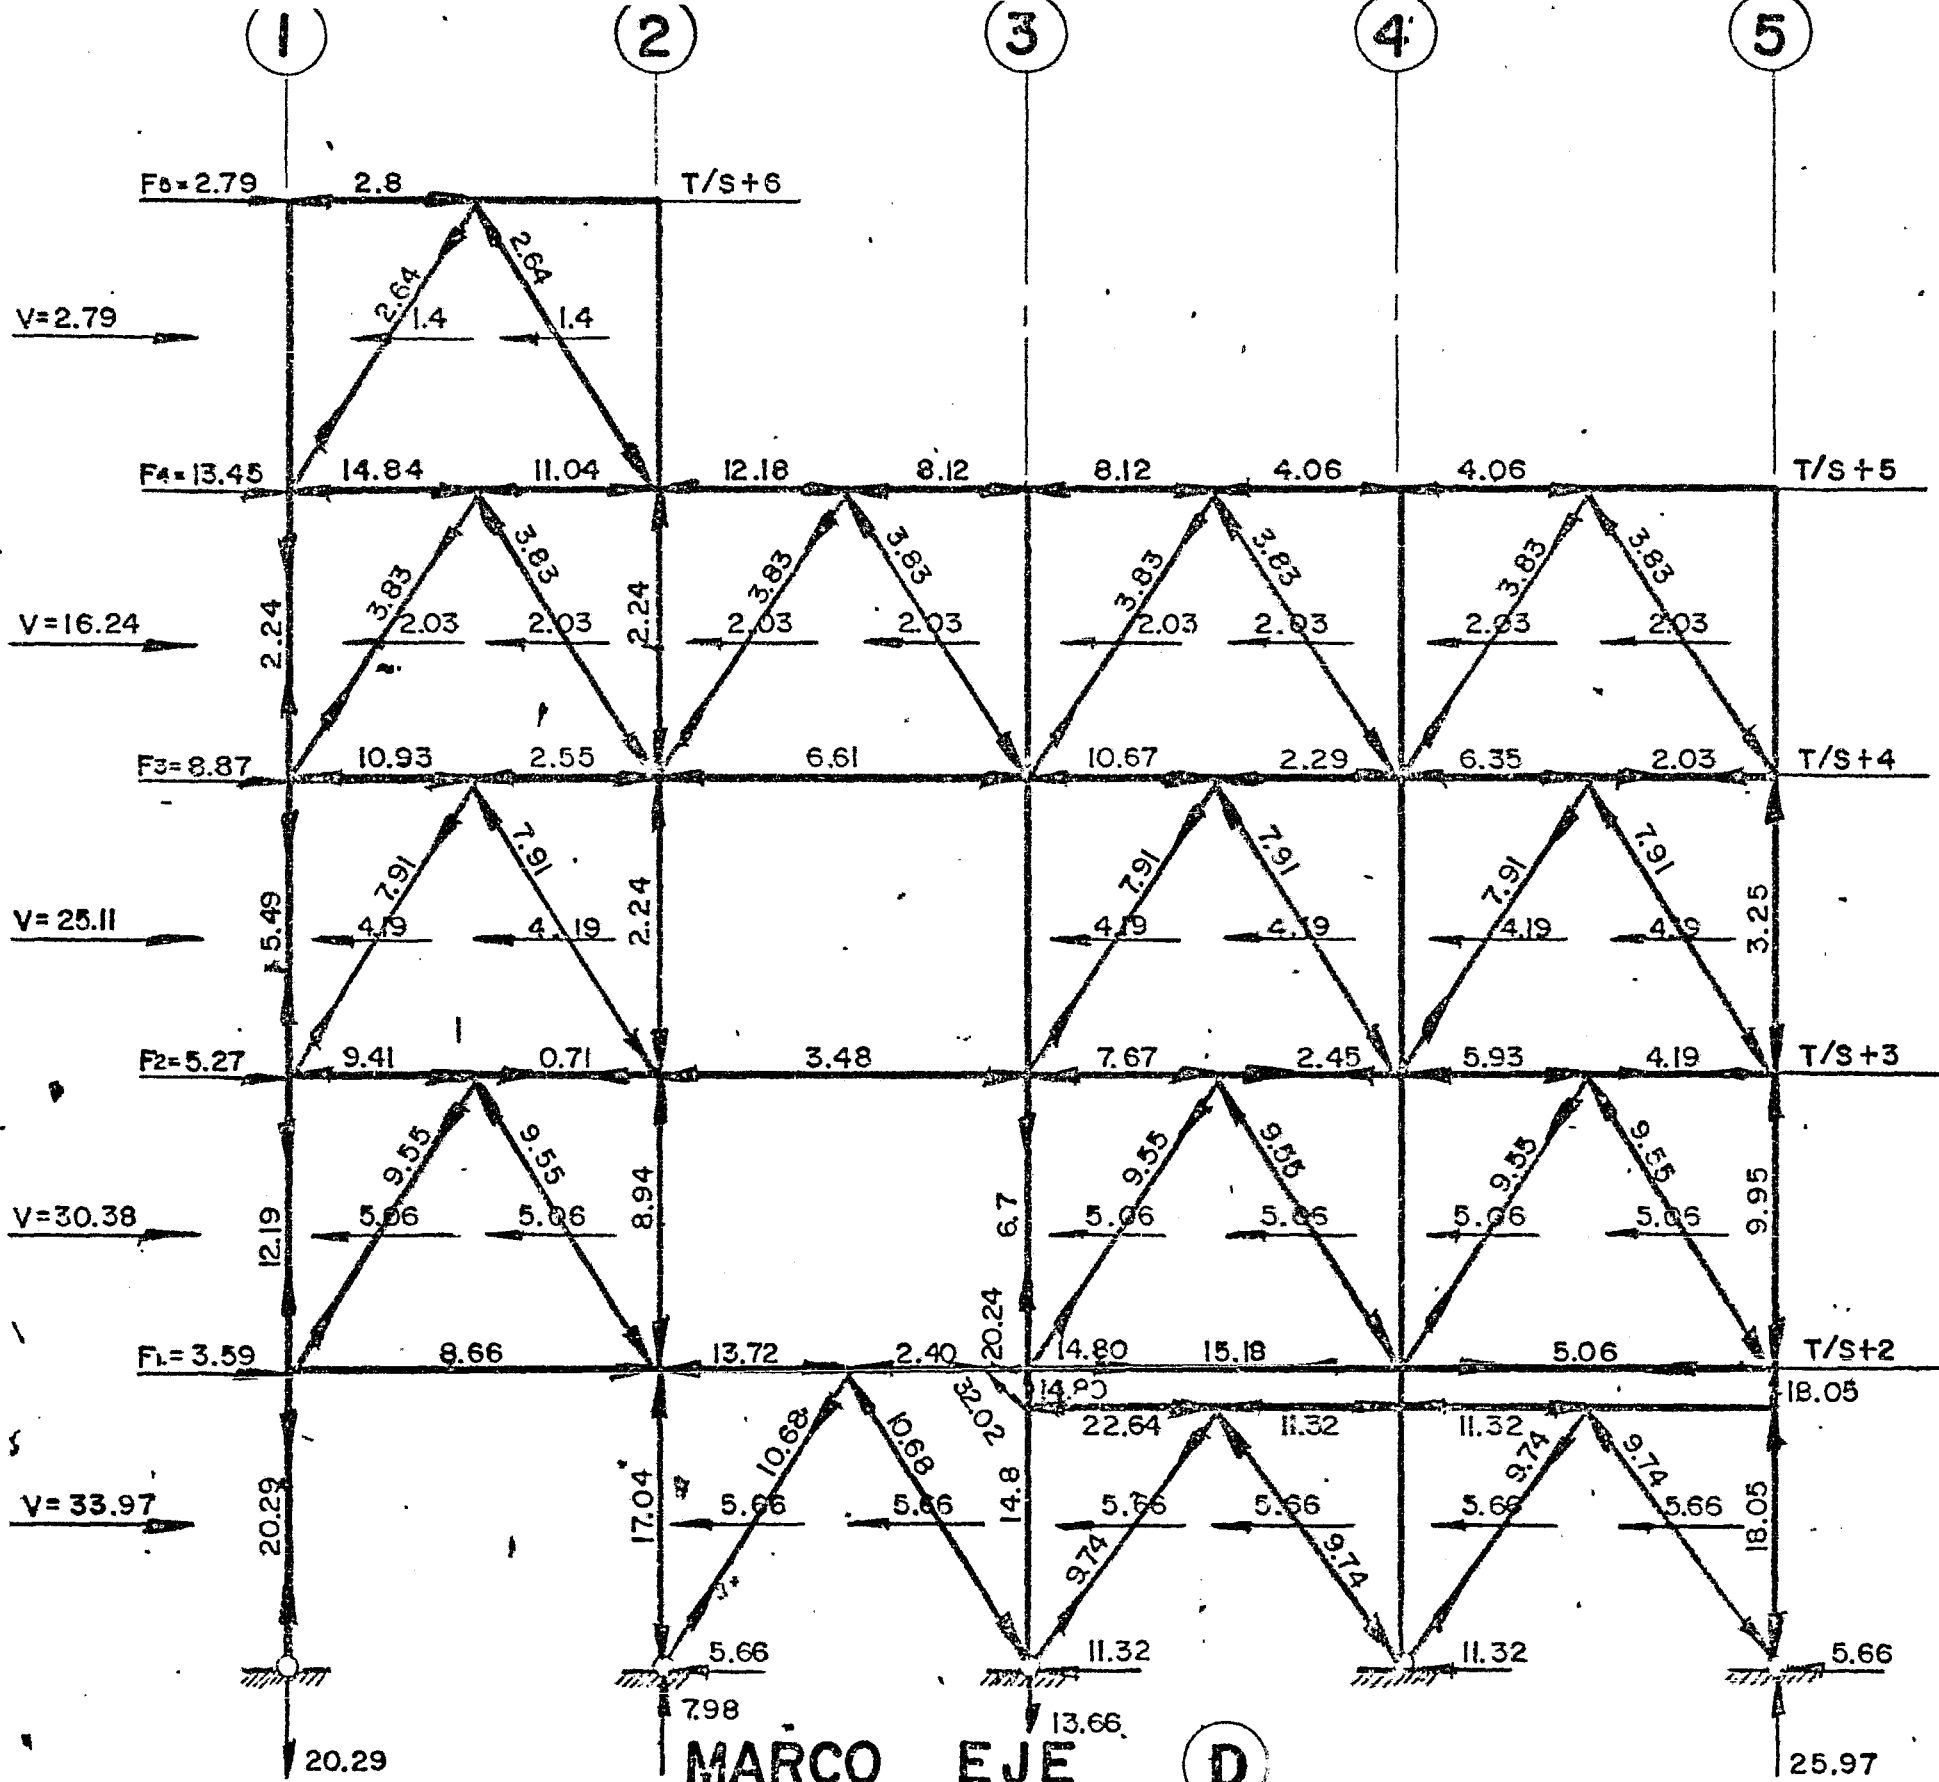 1 2 3 4 5
F5=2.79 2.8 T/S+6
2.64 2.64
V=2.79 1.4 1.4
F4=13.45 14.84 11.04 12.18 8.12 8.12 4.06 4.06 T/S+5
3.83 3.83 3.83 3.83 3.83 3.83 3.83 3.83
V=16.24 2.24 2.03 2.03 2.24 2.03 2.03 2.03 2.03 2.03 2.03
F3=8.87 10.93 2.55 6.61 10.67 2.29 6.35 2.03 T/S+4
7.91 7.91 7.91 7.91 7.91 7.91
V=25.11 5.49 4.19 4.19 2.24 4.19 4.19 4.19 4.19 3.25
F2=5.27 9.41 0.71 3.48 7.67 2.45 5.93 4.19 T/S+3
9.55 9.55 9.55 9.55 9.55 9.55
V=30.38 12.19 5.06 5.06 8.94 6.7 5.06 5.06 5.06 5.06 9.95
20.24
F1=3.59 8.66 13.72 2.40 14.80 15.18 5.06 T/S+2
32.02 14.80 18.05
22.64 11.32 11.32
10.68 10.68 9.74 9.74
V=33.97 20.29 17.04 5.66 5.66 14.8 5.66 5.66 5.66 5.66 18.05
9.74 9.74
5.66 11.32 11.32 5.66
7.98 13.66
20.29 MARCO EJE D 25.97